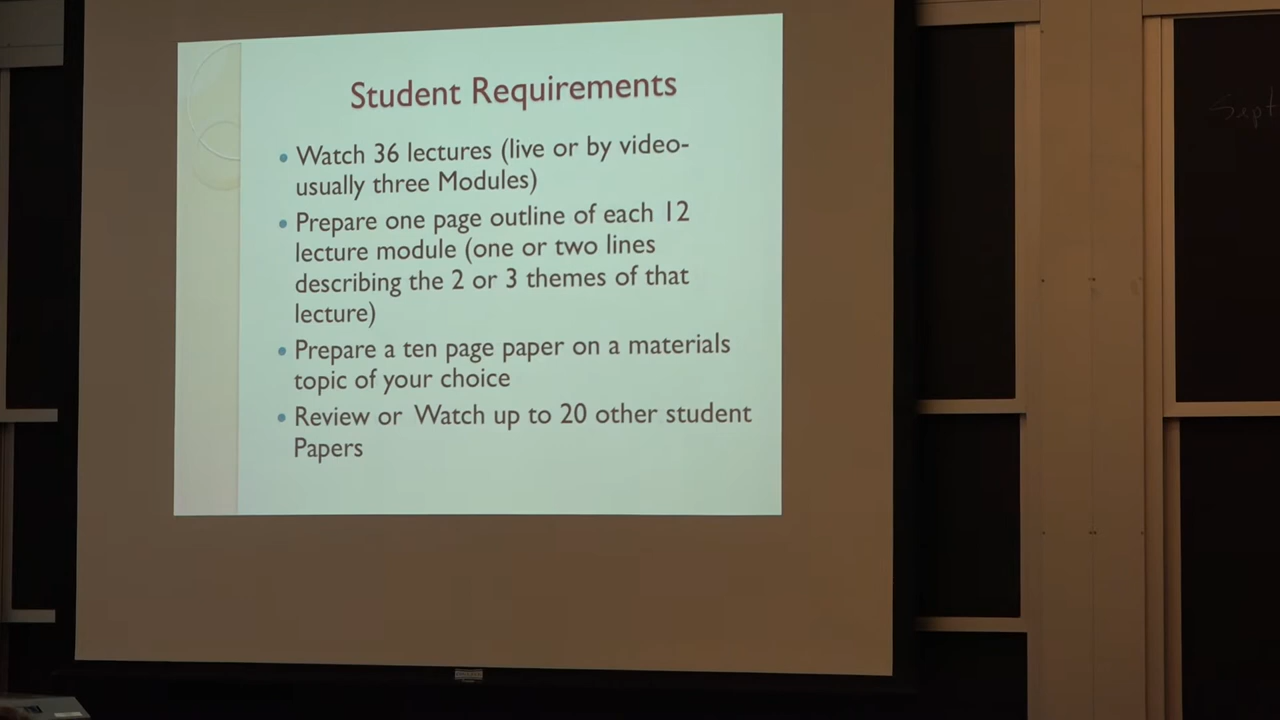 Student Requirements
• Watch 36 lectures (live or by video-
usually three Modules)
• Prepare one page outline of each 12
lecture module (one or two lines
describing the 2 or 3 themes of that
lecture)
• Prepare a ten page paper on a materials
topic of your choice
• Review or Watch up to 20 other student
Papers
Sept